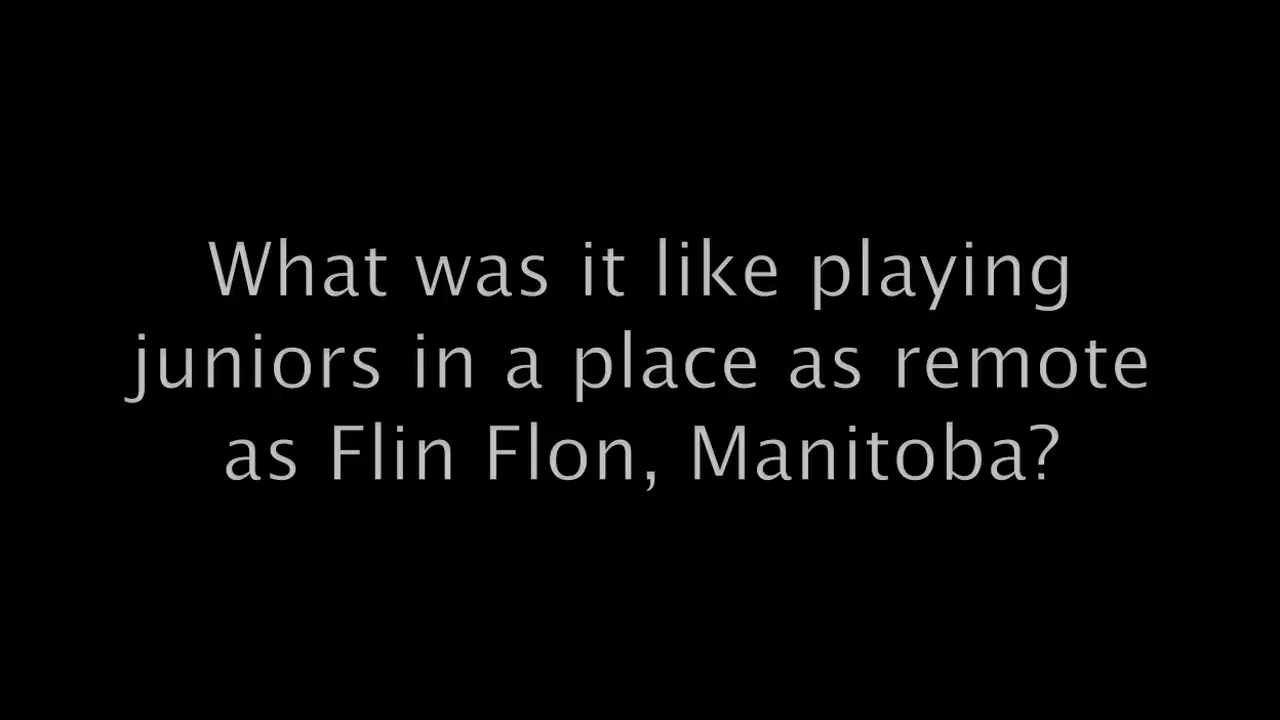 What was it like playing
juniors in a place as remote
as Flin Flon, Manitoba?